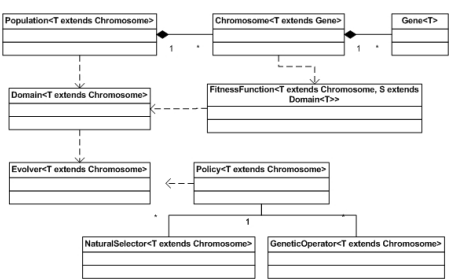 Population<T extends Chromosome>
Chromosome<T extends Gene>
Gene<T>
1
*
1
*
Domain<T extends Chromosome>
FitnessFunction<T extends Chromosome, S extends
Domain<T>>
Evolver<T extends Chromosome>
Policy<T extends Chromosome>
*
1
*
NaturalSelector<T extends Chromosome>
GeneticOperator<T extends Chromosome>